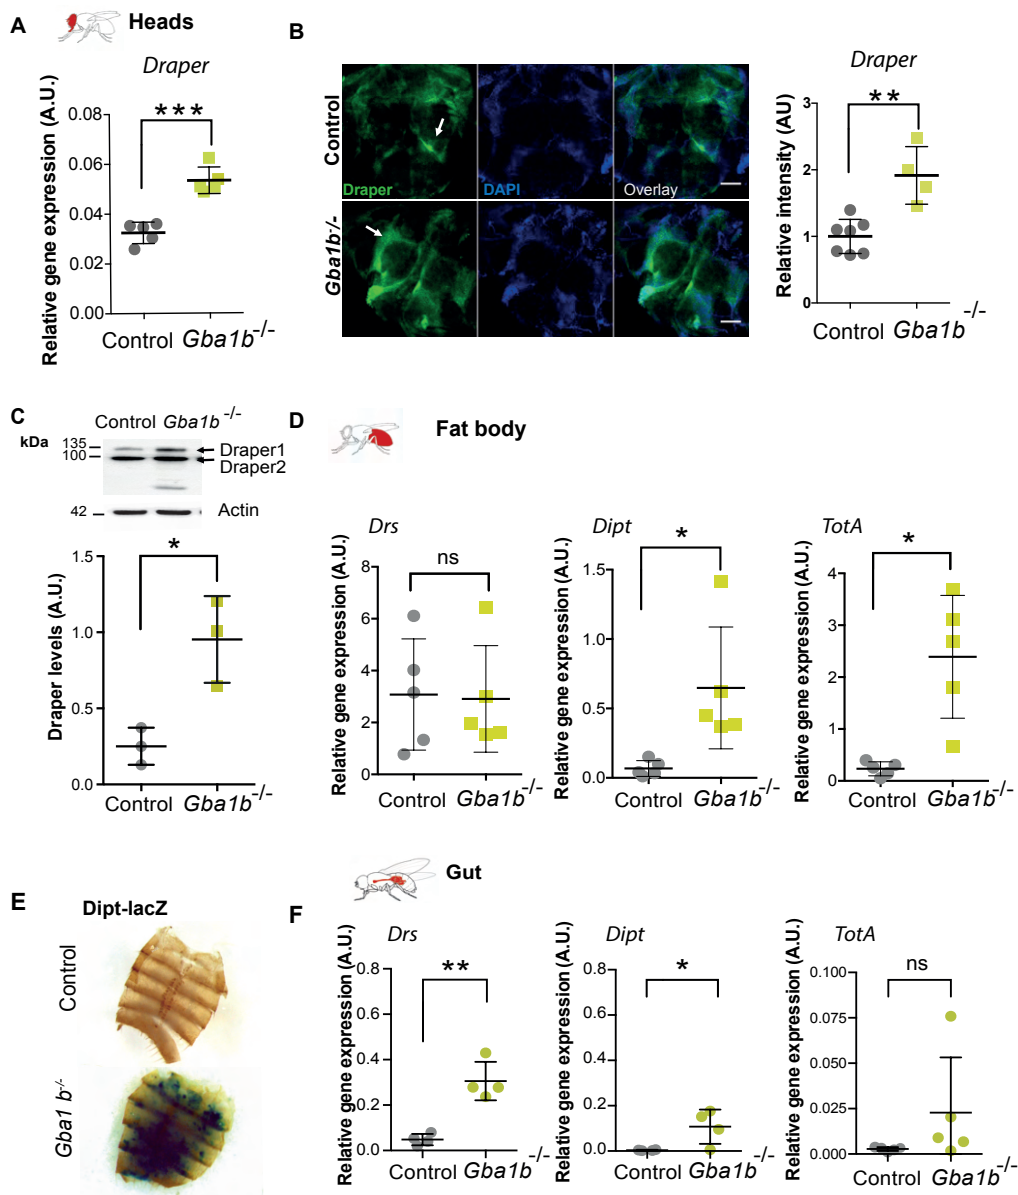 A
Heads
Draper
***
Relative gene expression (A.U.)
0.08
0.06
0.04
0.02
0.00
Control Gba1b-/-
B
Control
Draper
DAPI
Overlay
Gba1b-/-
Draper
**
Relative intensity (AU)
3
2
1
0
Control Gba1b-/-
C
Control Gba1b-/-
kDa
135
100
Draper1
Draper2
42
Actin
*
Draper levels (A.U.)
1.5
1.0
0.5
0.0
Control Gba1b-/-
D
Fat body
Drs
ns
Relative gene expression (A.U.)
8
6
4
2
0
Control Gba1b-/-
Dipt
*
Relative gene expression (A.U.)
1.5
1.0
0.5
0.0
Control Gba1b-/-
TotA
*
Relative gene expression (A.U.)
4
3
2
1
0
Control Gba1b-/-
E
Dipt-lacZ
Control
Gba1 b-/-
F
Gut
Drs
**
Relative gene expression (A.U.)
0.8
0.6
0.4
0.2
0.0
Control Gba1b-/-
Dipt
*
Relative gene expression (A.U.)
0.8
0.6
0.4
0.2
0.0
Control Gba1b-/-
TotA
ns
Relative gene expression (A.U.)
0.100
0.075
0.050
0.025
0.000
Control Gba1b-/-